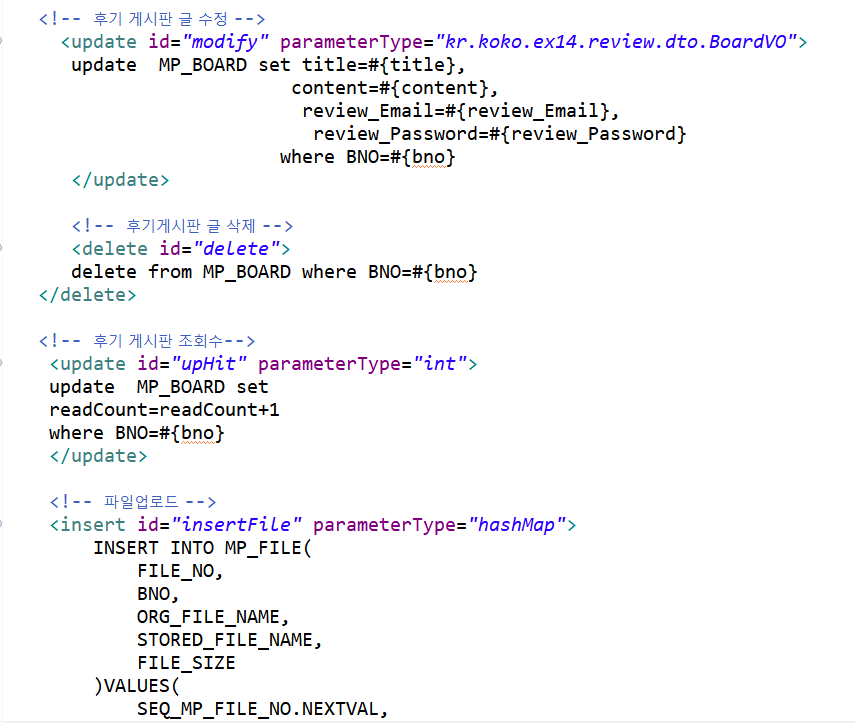 <!-- 후기 게시판 글 수정 -->
<update id="modify" parameterType="kr.koko.ex14.review.dto.BoardVO">
update  MP_BOARD set title=#{title},
content=#{content},
review_Email=#{review_Email},
review_Password=#{review_Password}
where BNO=#{bno}
</update>
<!-- 후기게시판 글 삭제 -->
<delete id="delete">
delete from MP_BOARD where BNO=#{bno}
</delete>
<!-- 후기 게시판 조회수-->
<update id="upHit" parameterType="int">
update  MP_BOARD set
readCount=readCount+1
where BNO=#{bno}
</update>
<!-- 파일업로드 -->
<insert id="insertFile" parameterType="hashMap">
INSERT INTO MP_FILE(
FILE_NO,
BNO,
ORG_FILE_NAME,
STORED_FILE_NAME,
FILE_SIZE
)VALUES(
SEQ_MP_FILE_NO.NEXTVAL,